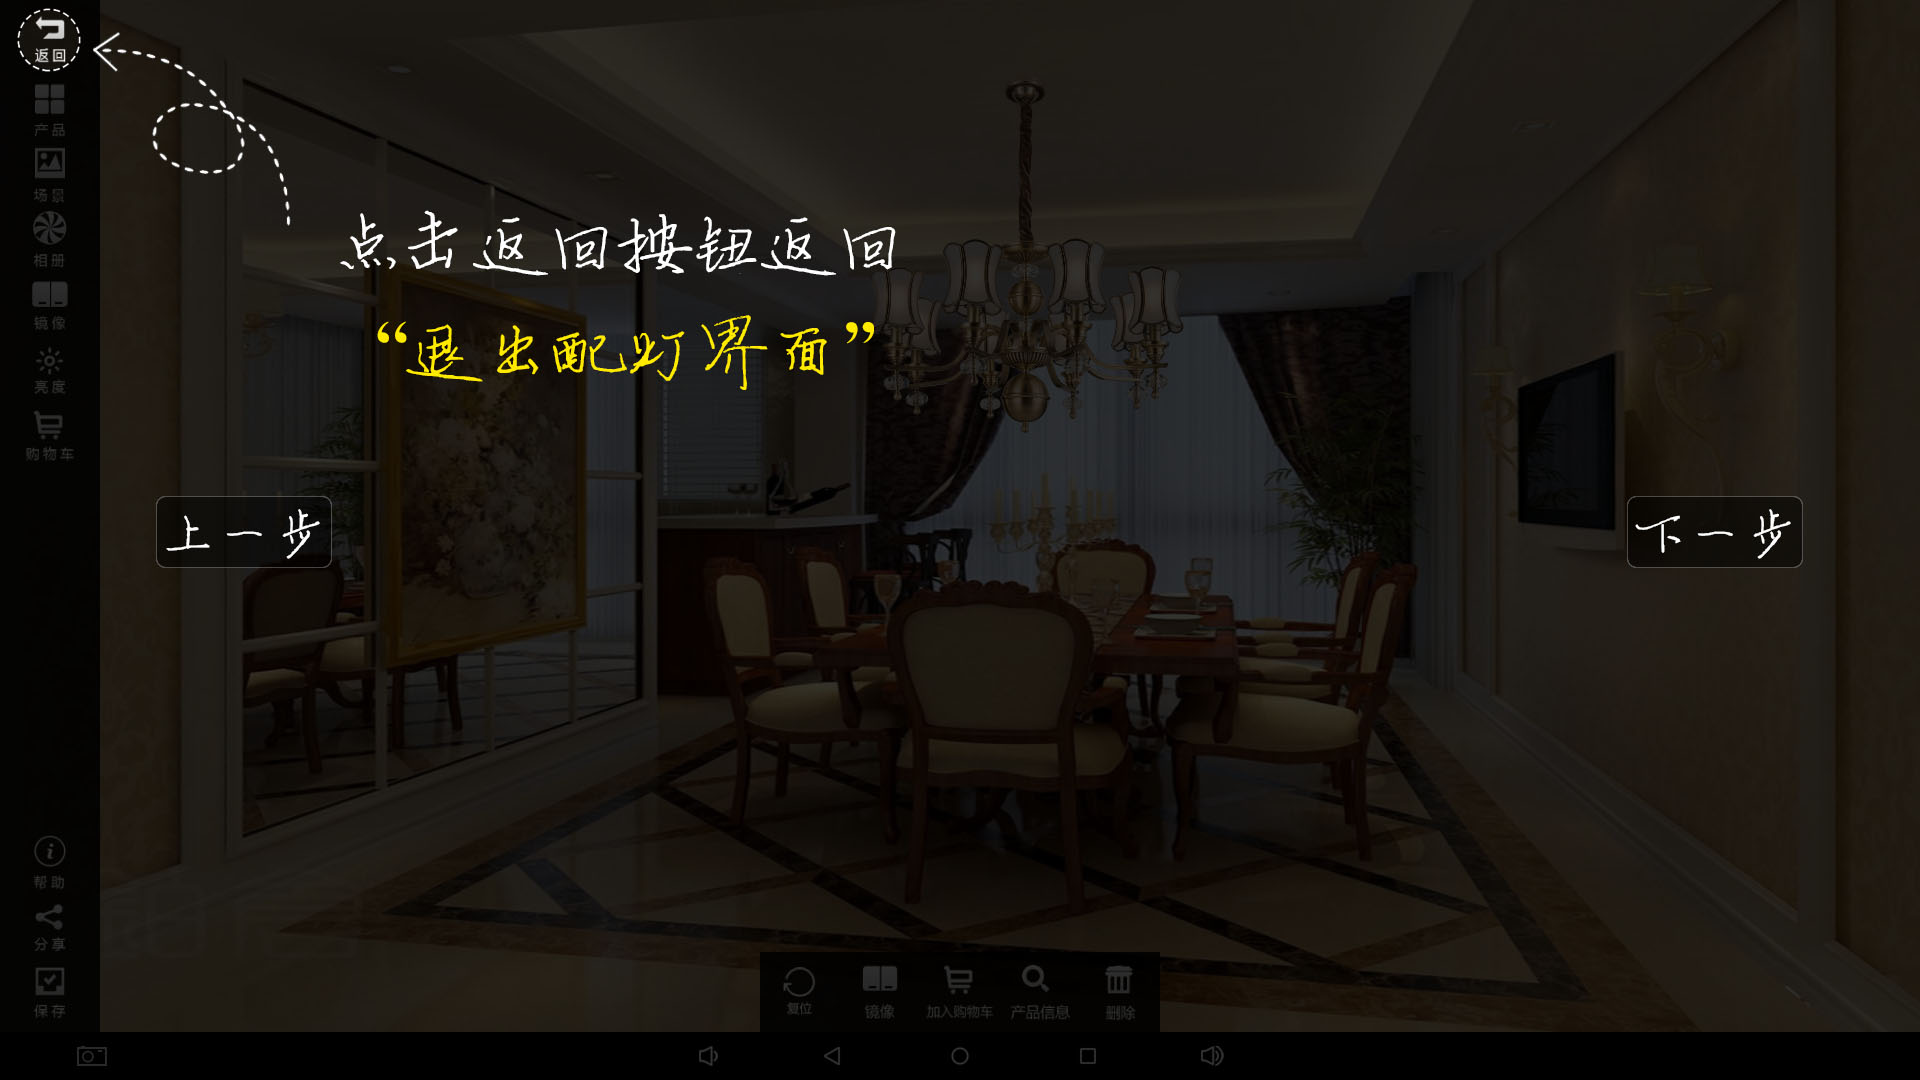 返回
产品
场景
相册
镜像
亮度
购物车
点击返回按钮返回
“退出配灯界面”
上一步
下一步
帮助
分享
保存
复位
镜像
加入购物车
产品信息
删除